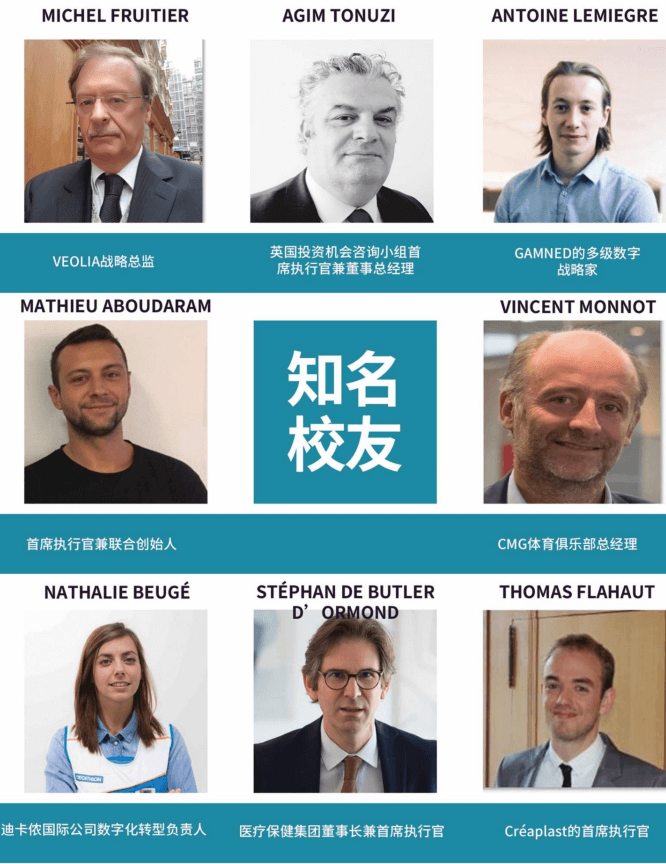 MICHEL FRUITIER
AGIM TONUZI
ANTOINE LEMIEGRE
VEOLIA战略总监
英国投资机会咨询小组首
席执行官兼董事总经理
GAMNED的多级数字
战略家
MATHIEU ABOUDARAM
VINCENT MONNOT
知名
校友
首席执行官兼联合创始人
CMG体育俱乐部总经理
NATHALIE BEUGÉ
STÉPHAN DE BUTLER
D’ORMOND
THOMAS FLAHAUT
DECATHLON
迪卡侬国际公司数字化转型负责人
医疗保健集团董事长兼首席执行官
Créaplast的首席执行官